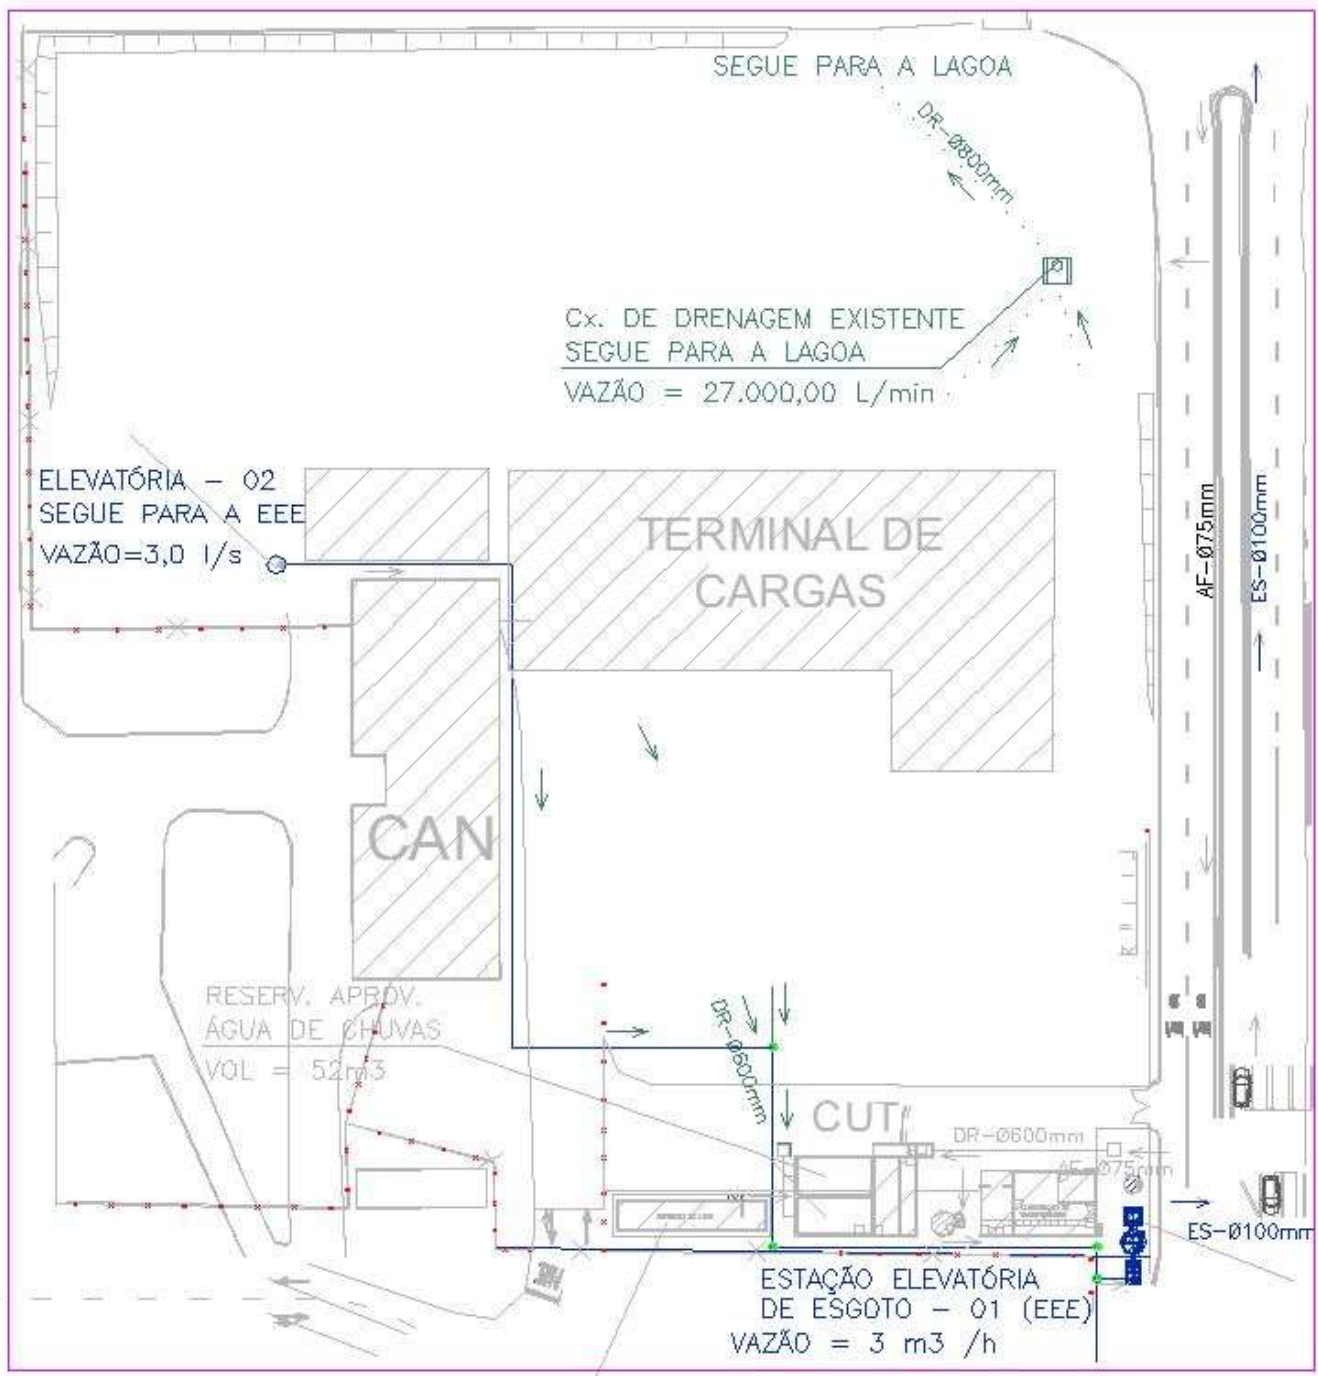 SEGUE PARA A LAGOA
DR-Ø800mm
Cx. DE DRENAGEM EXISTENTE
SEGUE PARA A LAGOA
VAZÃO = 27.000,00 L/min
ELEVATÓRIA - 02
SEGUE PARA A EEE
VAZÃO=3,0 l/s
TERMINAL DE
CARGAS
AF-Ø75mm
ES-Ø100mm
CAN
RESERV. APROV.
ÁGUA DE CHUVAS
VOL = 52m3
DR-Ø600mm
CUT
DR-Ø600mm
AF-Ø75mm
ES-Ø100mm
ESTAÇÃO ELEVATÓRIA
DE ESGOTO - 01 (EEE)
VAZÃO = 3 m3 /h